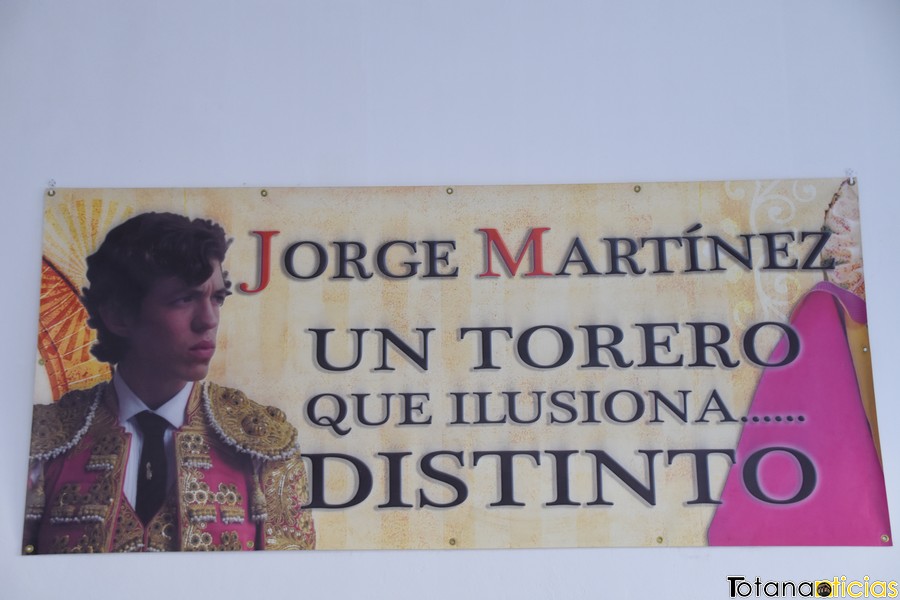 JORGE MARTÍNEZ
UN TORERO
QUE ILUSIONA......
DISTINTO
Totananoticias